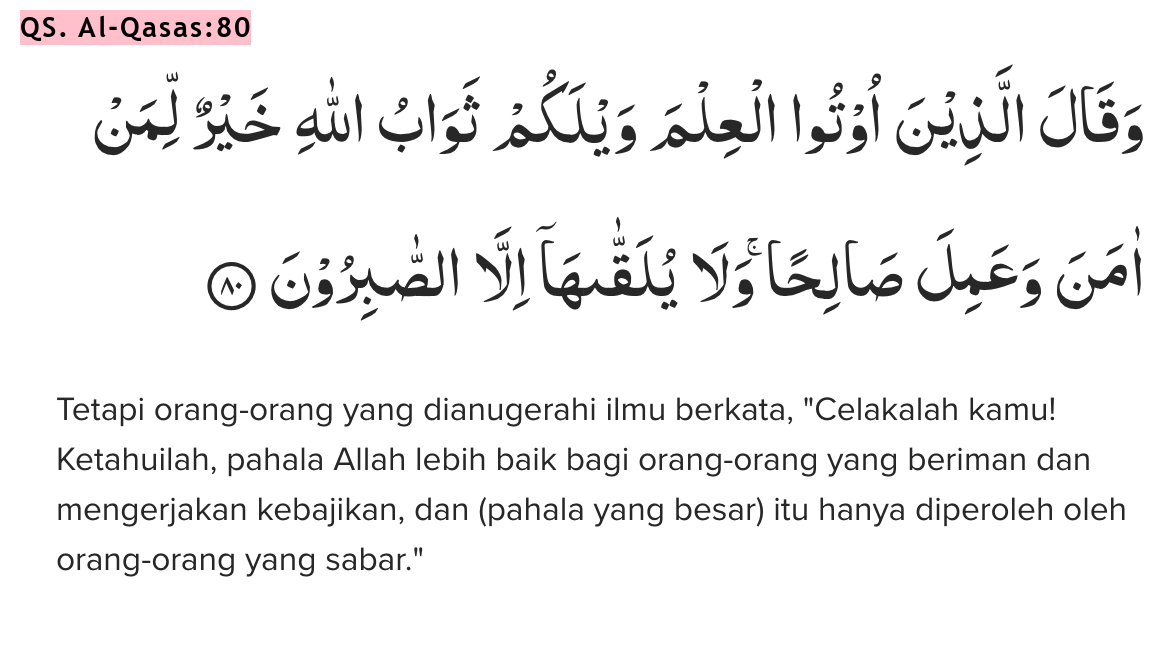 QS. Al-Qasas:80
وَقَالَ الَّذِيْنَ اُوْتُوا الْعِلْمَ وَيْلَكُمْ ثَوَابُ اللّٰهِ خَيْرٌ لِّمَنْ
اٰمَنَ وَعَمِلَ صَالِحًا ۚوَلَا يُلَقّٰىهَآ اِلَّا الصّٰبِرُوْنَ ٨٠
Tetapi orang-orang yang dianugerahi ilmu berkata, "Celakalah kamu!
Ketahuilah, pahala Allah lebih baik bagi orang-orang yang beriman dan
mengerjakan kebajikan, dan (pahala yang besar) itu hanya diperoleh oleh
orang-orang yang sabar."